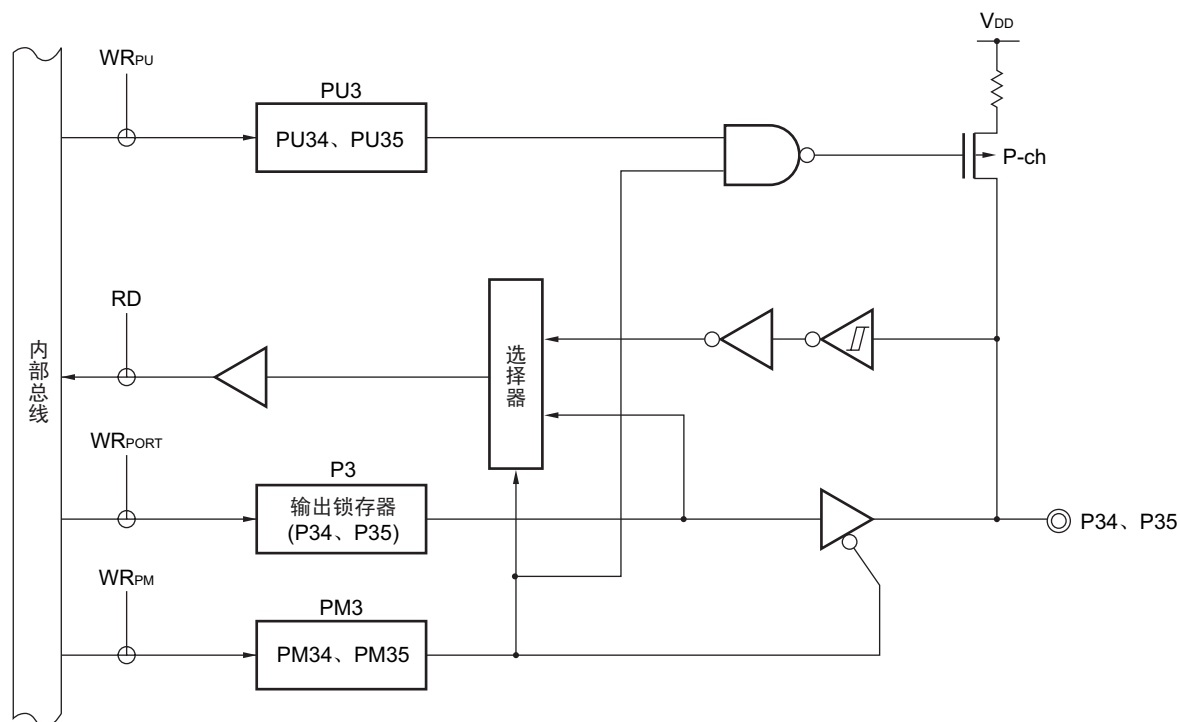 VDD
WRPU
PU3
PU34、PU35
P-ch
RD
内部总线
选择器
WRPORT
P3
输出锁存器
(P34、P35)
P34、P35
WRPM
PM3
PM34、PM35